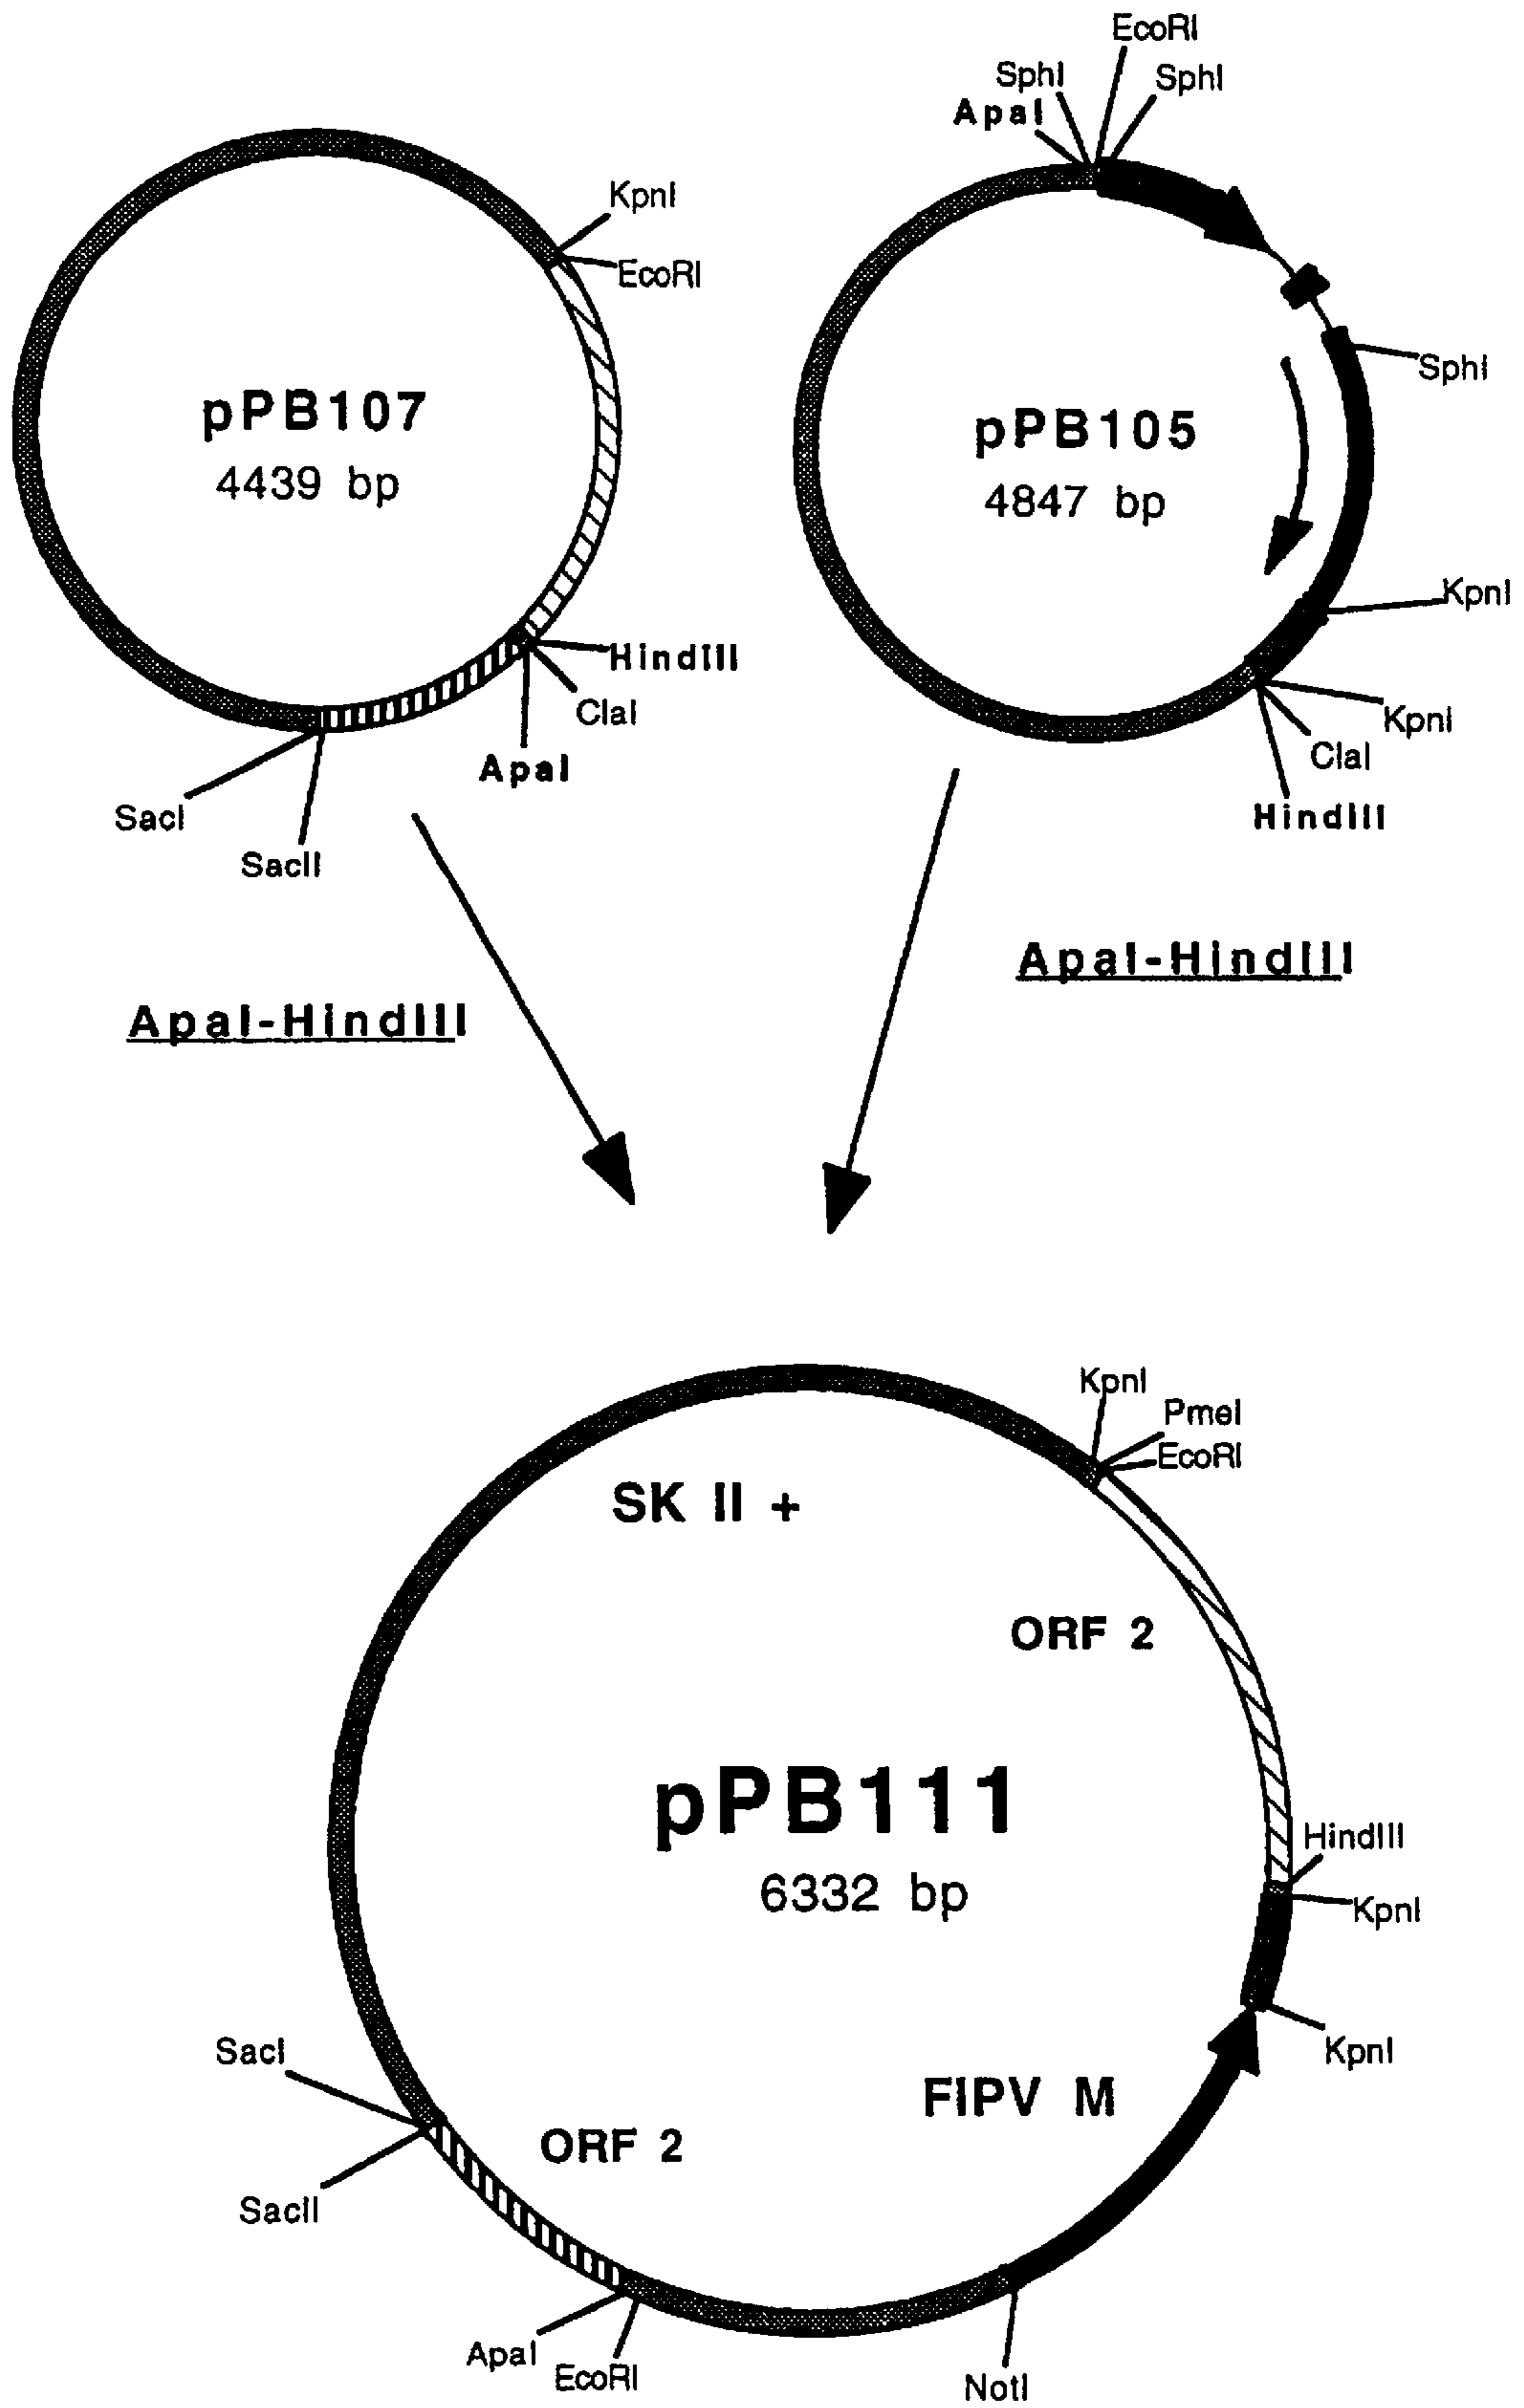 EcoRI
SphI
SphI
ApaI
KpnI
EcoRI
pPB107
4439 bp
HindIII
ClaI
ApaI
SacI
SacII
SphI
pPB105
4847 bp
KpnI
KpnI
ClaI
HindIII
ApaI-HindIII
ApaI-HindIII
KpnI
PmeI
EcoRI
SK II +
ORF 2
pPB111
6332 bp
HindIII
KpnI
KpnI
FIPV M
SacI
ORF 2
SacII
ApaI
EcoRI
NotI